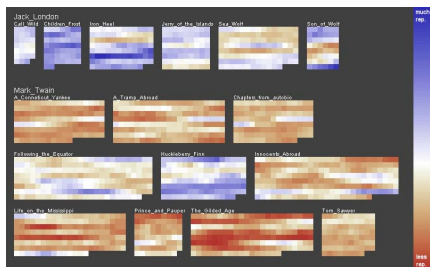 Jack_London
Call_Wild Children_Frost Iron_Heel Jerry_of_the_Islands Sea_Wolf Son_of_Wolf
much
rep.
Mark_Twain
A_Conneticut_Yankee A_Tramp_Abroad Chapters_from_autobio
Following_the_Equator Huckleberry_Finn Innocents_Abroad
Life_on_the_Mississippi Prince_and_Pauper The_Gilded_Age Tom_Sawyer
less
rep.